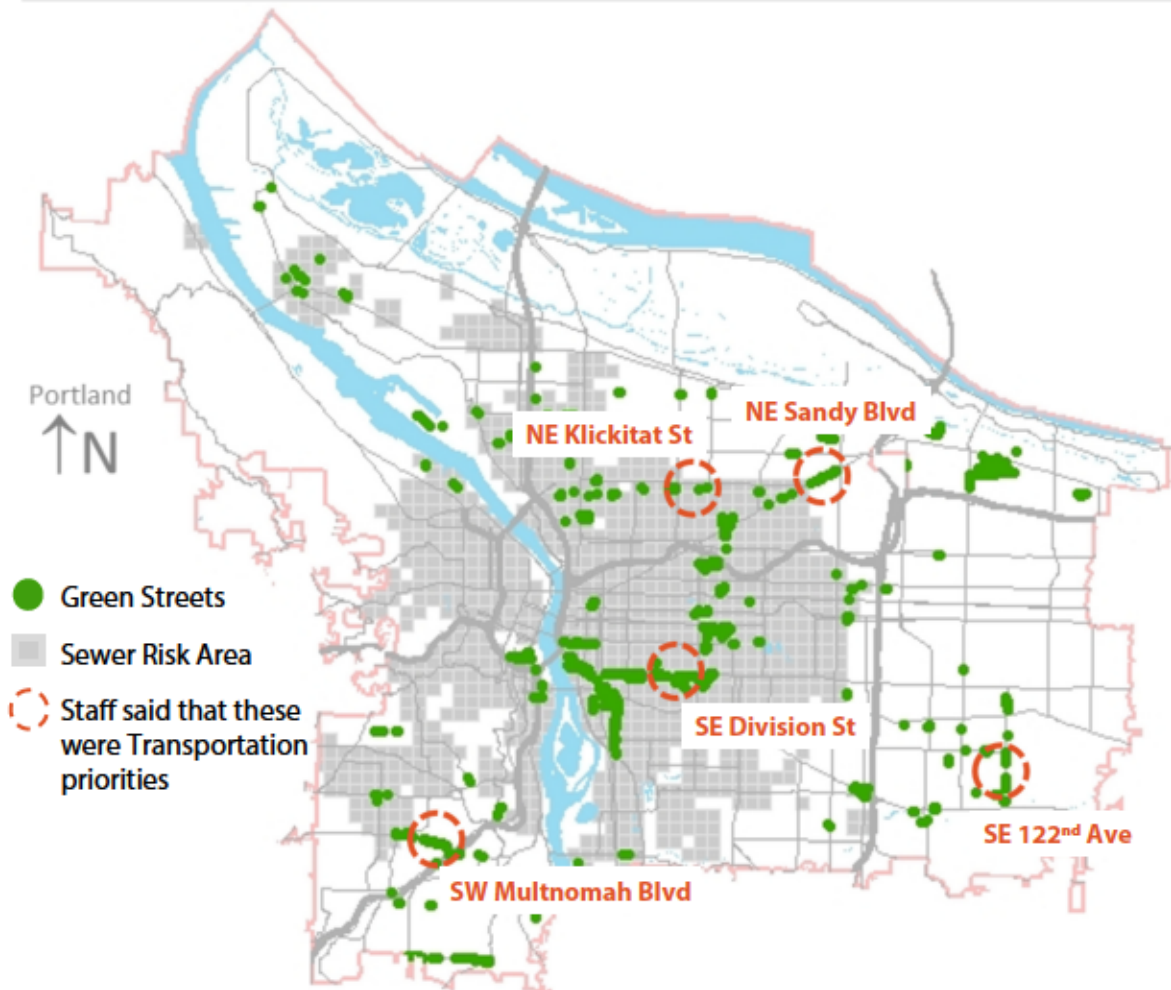 NE Sandy Blvd
NE Klickitat St
Portland
N
Green Streets
Sewer Risk Area
Staff said that these
were Transportation
priorities
SE Division St
SE 122nd Ave
SW Multnomah Blvd